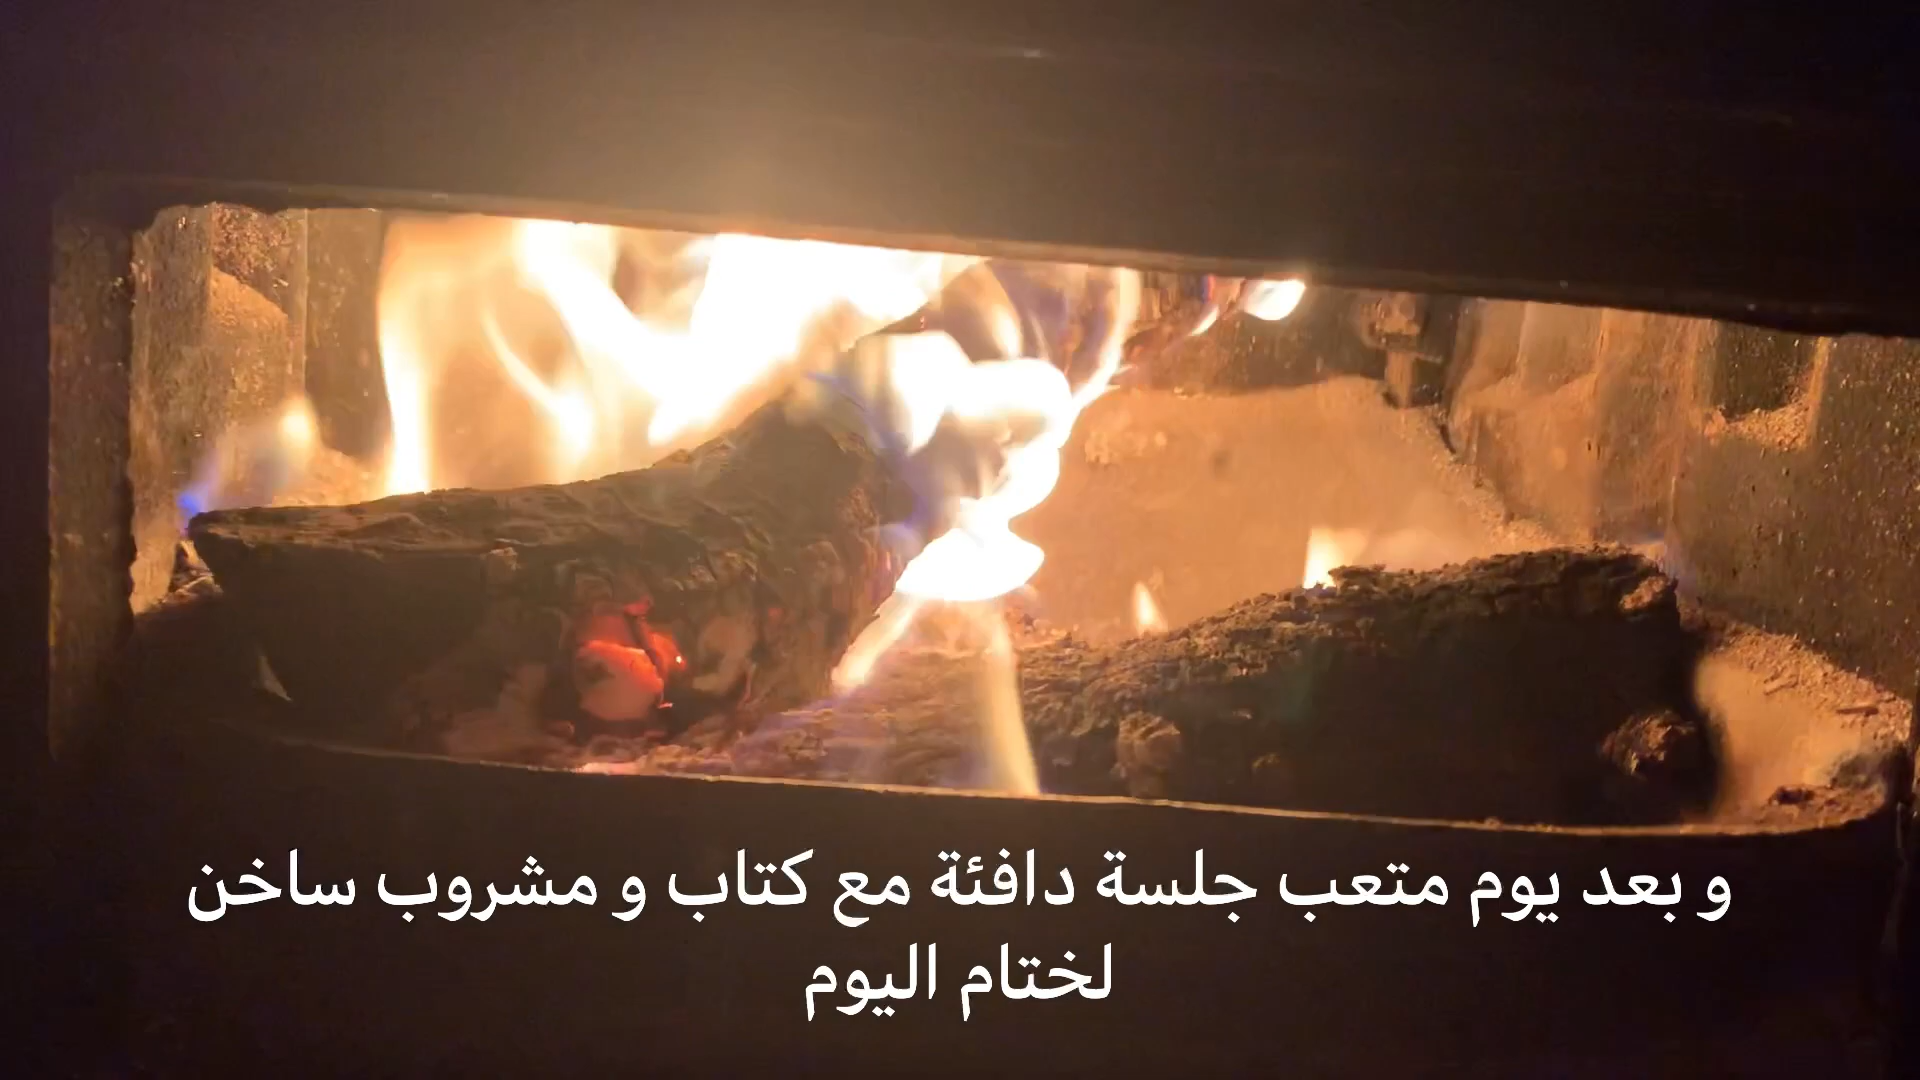 و بعد يوم متعب جلسة دافئة مع كتاب و مشروب ساخن
لختام اليوم